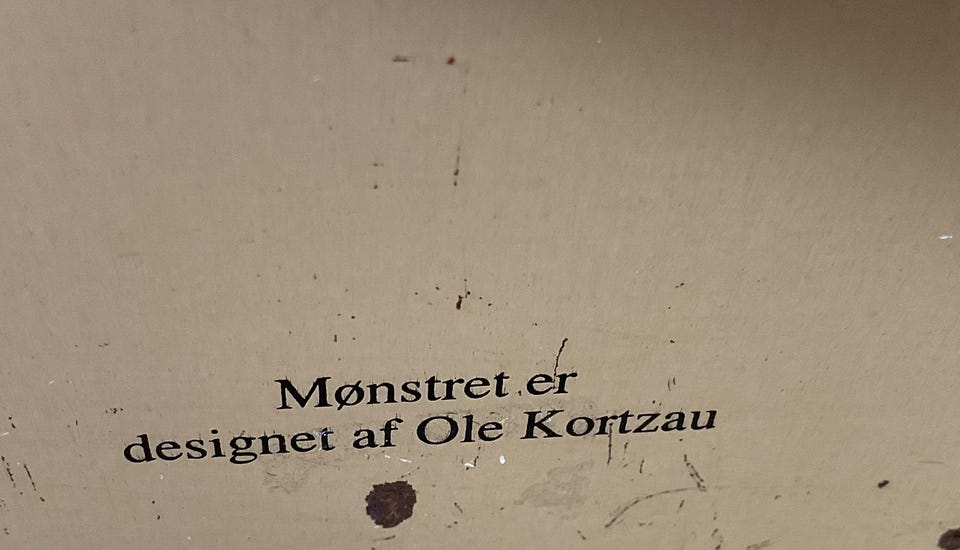 Mønstret er
designet af Ole Kortzau